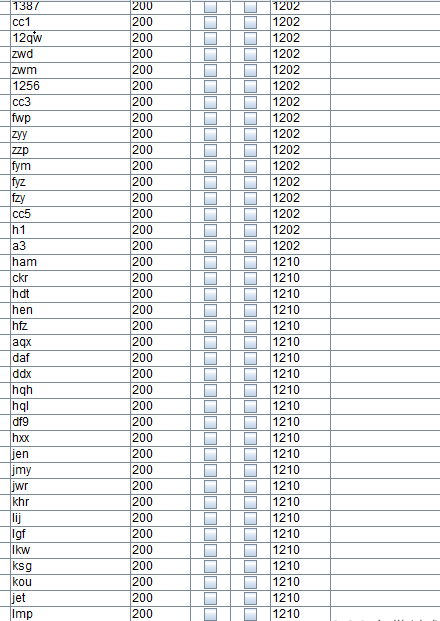 1387 200 1202
cc1 200 1202
12qw 200 1202
zwd 200 1202
zwm 200 1202
1256 200 1202
cc3 200 1202
fwp 200 1202
zyy 200 1202
zzp 200 1202
fym 200 1202
fyz 200 1202
fzy 200 1202
cc5 200 1202
h1 200 1202
a3 200 1202
ham 200 1210
ckr 200 1210
hdt 200 1210
hen 200 1210
hfz 200 1210
aqx 200 1210
daf 200 1210
ddx 200 1210
hqh 200 1210
hql 200 1210
df9 200 1210
hxx 200 1210
jen 200 1210
jmy 200 1210
jwr 200 1210
khr 200 1210
lij 200 1210
lgf 200 1210
lkw 200 1210
ksg 200 1210
kou 200 1210
jet 200 1210
lmp 200 1210